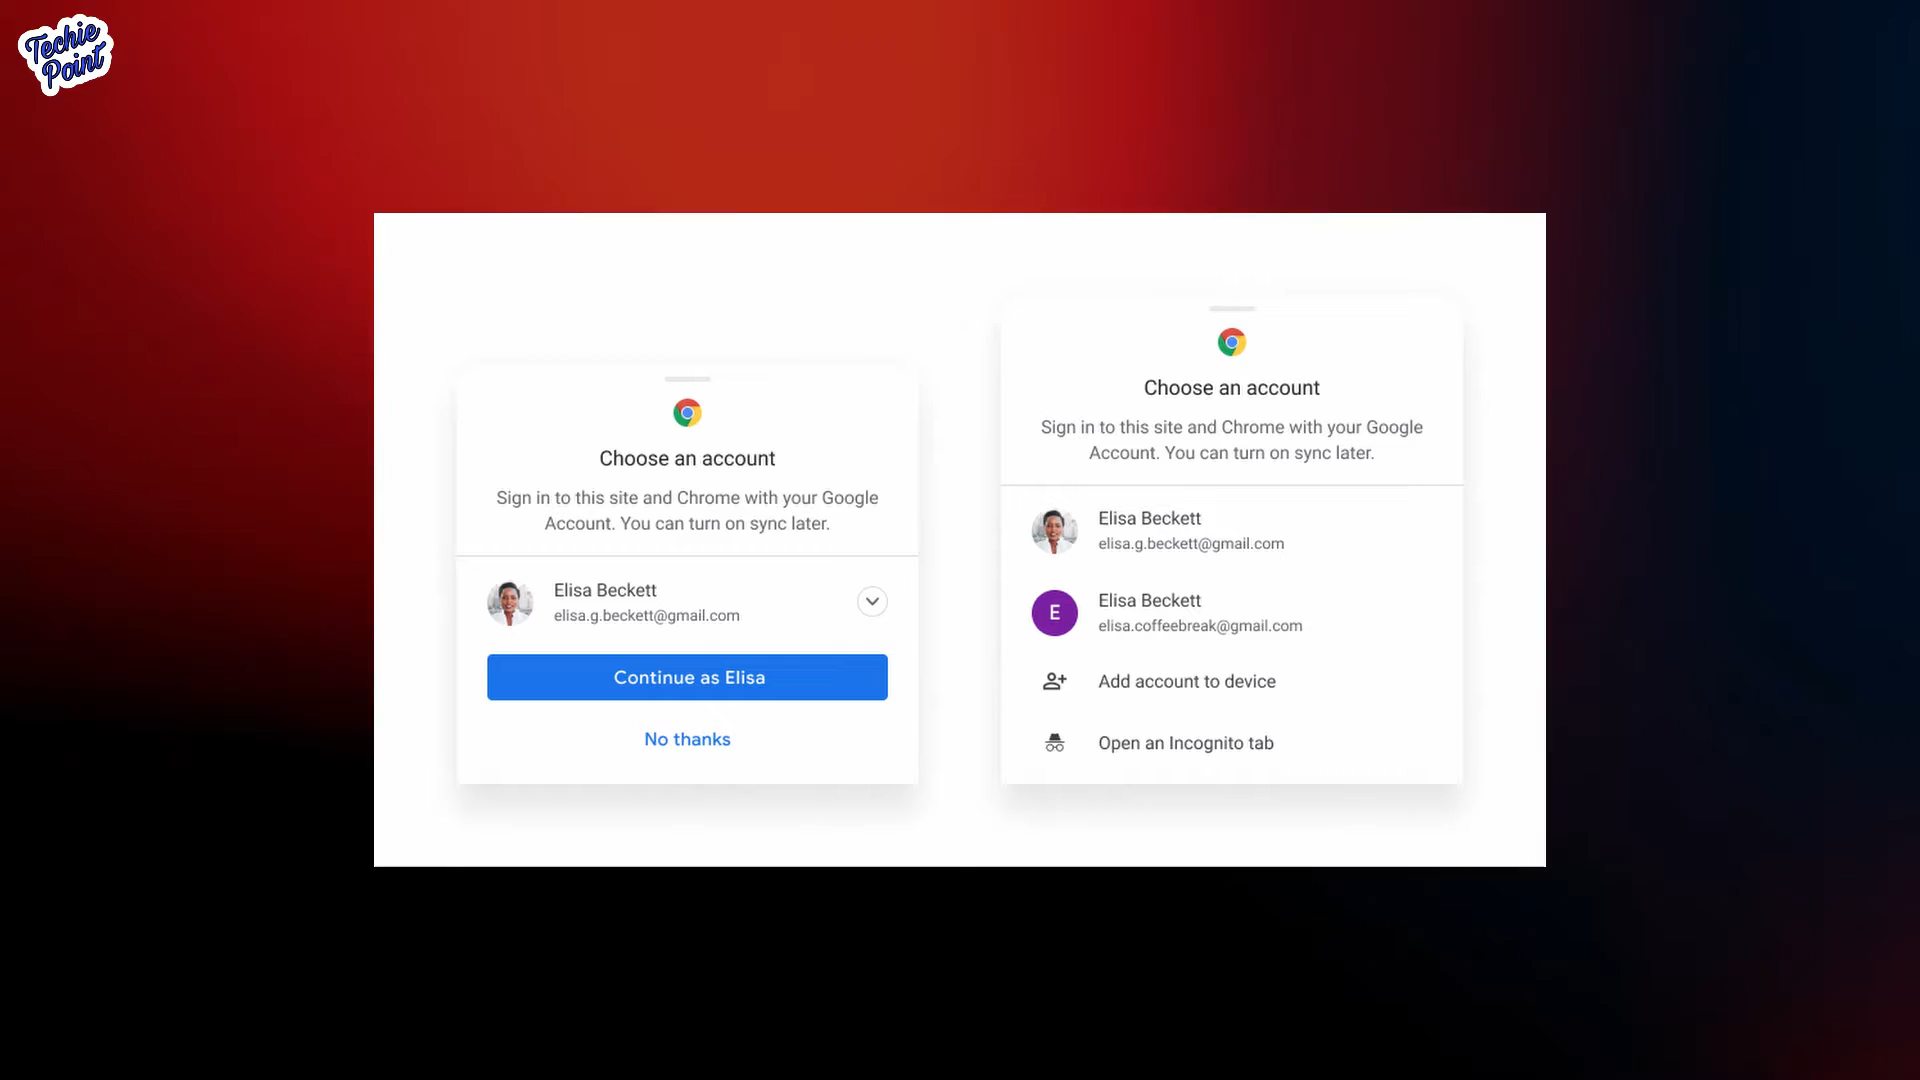 Techie
Point
Choose an account
Sign in to this site and Chrome with your Google
Account. You can turn on sync later.
Elisa Beckett
elisa.g.beckett@gmail.com
Continue as Elisa
No thanks
Choose an account
Sign in to this site and Chrome with your Google
Account. You can turn on sync later.
Elisa Beckett
elisa.g.beckett@gmail.com
E
Elisa Beckett
elisa.coffeebreak@gmail.com
Add account to device
Open an Incognito tab